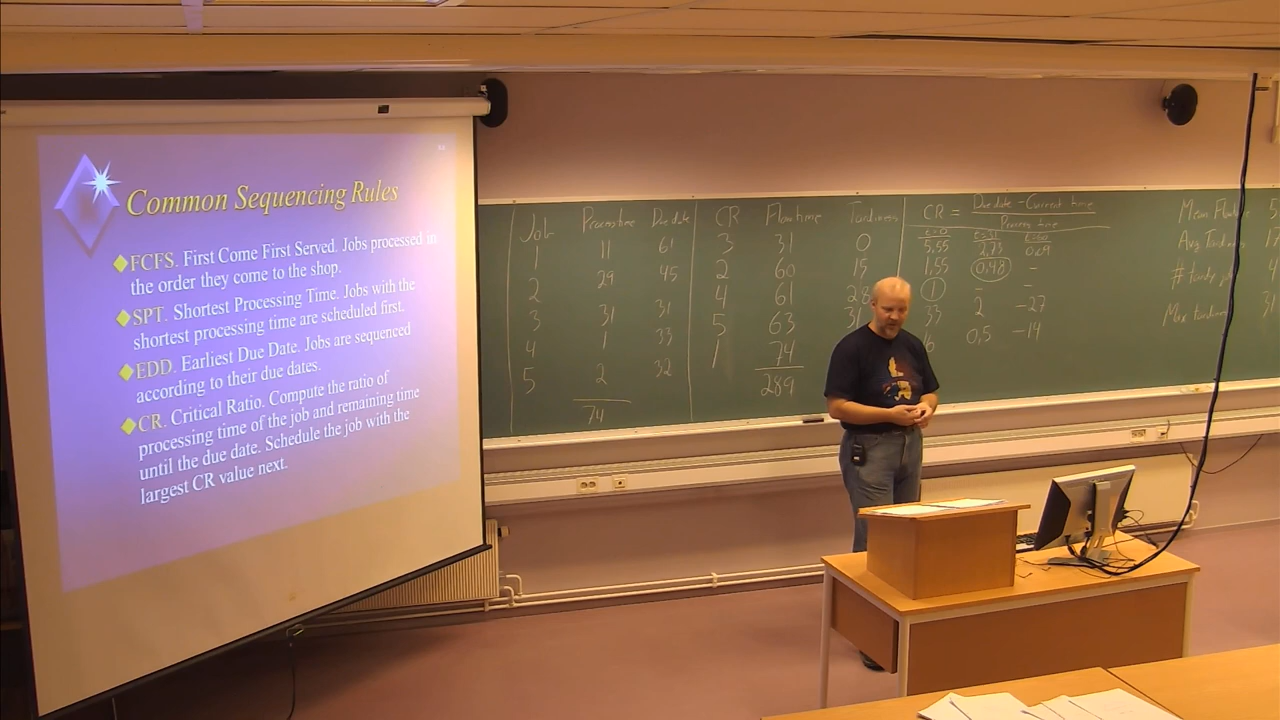 Common Sequencing Rules
FCFS. First Come First Served. Jobs processed in
the order they come to the shop.
SPT. Shortest Processing Time. Jobs with the
shortest processing time are scheduled first.
EDD. Earliest Due Date. Jobs are sequenced
according to their due dates.
CR. Critical Ratio. Compute the ratio of
processing time of the job and remaining time
until the due date. Schedule the job with the
largest CR value next.
Job Process time Due date
1 11 61
2 29 45
3 31 31
4 1 33
5 2 32
74
CR Flow time Tardiness
3 31 0
2 60 15
4 61 28
5 63 31
1 74
289
CR = Due date - Current time
Process time
t=0 t=31 t=60
5,55 2,73 0,09
1,55 0,48 -
1 - -
33 2 -27
16 0,5 -14
Mean
Avg
#
Max tardiness 31